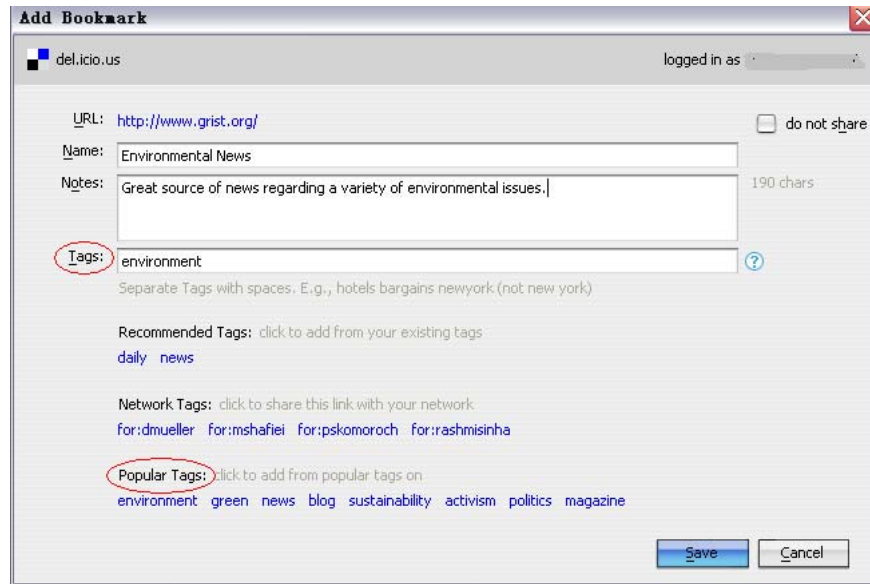 Add Bookmark
del.icio.us
logged in as
URL: http://www.grist.org/
do not share
Name: Environmental News
Notes: Great source of news regarding a variety of environmental issues.
190 chars
Tags: environment
?
Separate Tags with spaces. E.g., hotels bargains newyork (not new york)
Recommended Tags: click to add from your existing tags
daily news
Network Tags: click to share this link with your network
for:dmueller for:mshafiei for:pskomoroch for:rashmisinha
Popular Tags: click to add from popular tags on
environment green news blog sustainability activism politics magazine
Save
Cancel